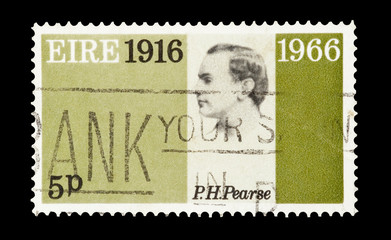 EIRE 1916 1966
ANK YOUR S
IN
5p P.H.Pearse